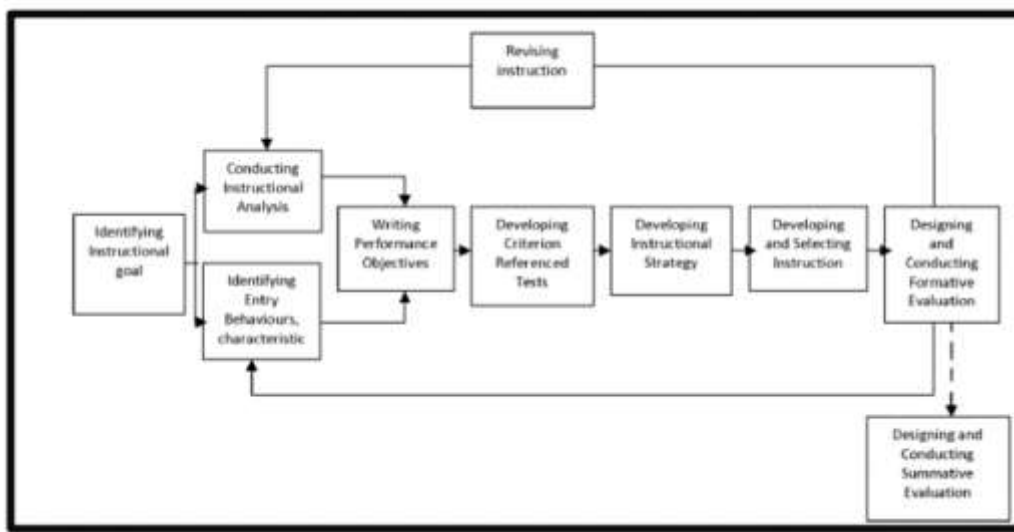 Revising
instruction
Conducting
Instructional
Analysis
Identifying
Instructional
goal
Identifying
Entry
Behaviours,
characteristic
Writing
Performance
Objectives
Developing
Criterion
Referenced
Tests
Developing
Instructional
Strategy
Developing
and Selecting
Instruction
Designing
and
Conducting
Formative
Evaluation
Designing and
Conducting
Summative
Evaluation